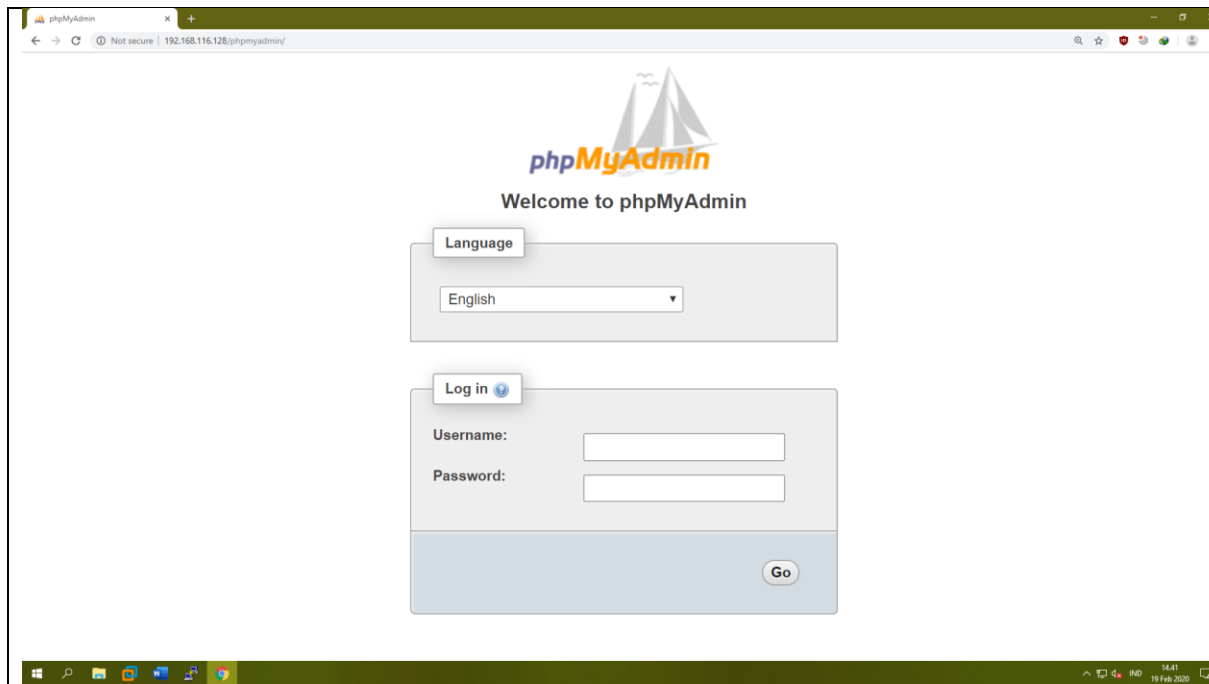 phpMyAdmin
Not secure | 192.168.116.128/phpmyadmin/
phpMyAdmin
Welcome to phpMyAdmin
Language
English
Log in
Username:
Password:
Go
IND
14.41
19 Feb 2020